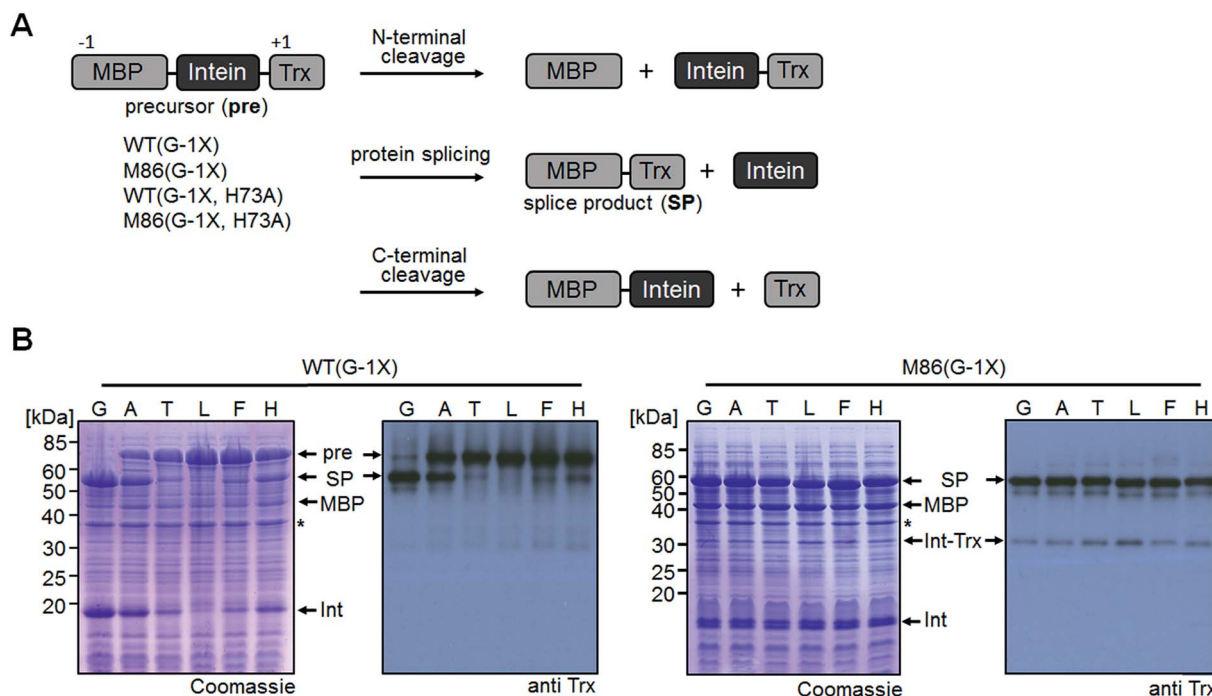 A
-1
+1
MBP
Intein
Trx
precursor (pre)
WT(G-1X)
M86(G-1X)
WT(G-1X, H73A)
M86(G-1X, H73A)
N-terminal
cleavage
MBP
+
Intein
Trx
protein splicing
MBP
Trx
+
Intein
splice product (SP)
C-terminal
cleavage
MBP
Intein
+
Trx
B
WT(G-1X)
[kDa]
G A T L F H
85
60
50
40
30
25
20
pre
SP
MBP
*
Int
Coomassie
G A T L F H
anti Trx
M86(G-1X)
[kDa]
G A T L F H
85
60
50
40
30
25
20
SP
MBP
*
Int-Trx
Int
Coomassie
G A T L F H
anti Trx